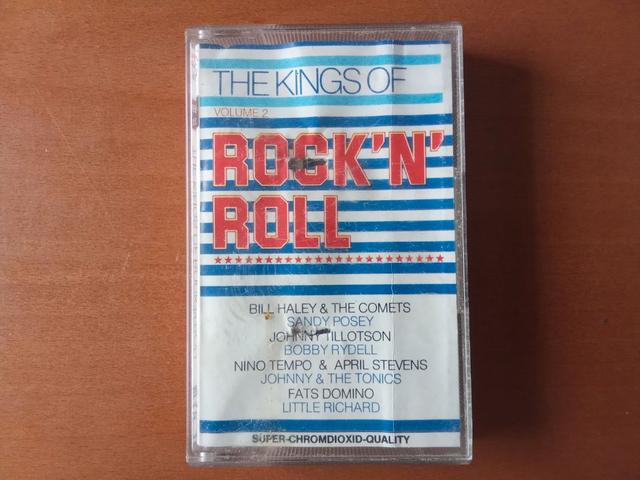 THE KINGS OF
VOLUME 2
ROCK'N'
ROLL
BILL HALEY & THE COMETS
SANDY POSEY
JOHNNY TILLOTSON
BOBBY RYDELL
NINO TEMPO & APRIL STEVENS
JOHNNY & THE TONICS
FATS DOMINO
LITTLE RICHARD
SUPER-CHROMDIOXID-QUALITY